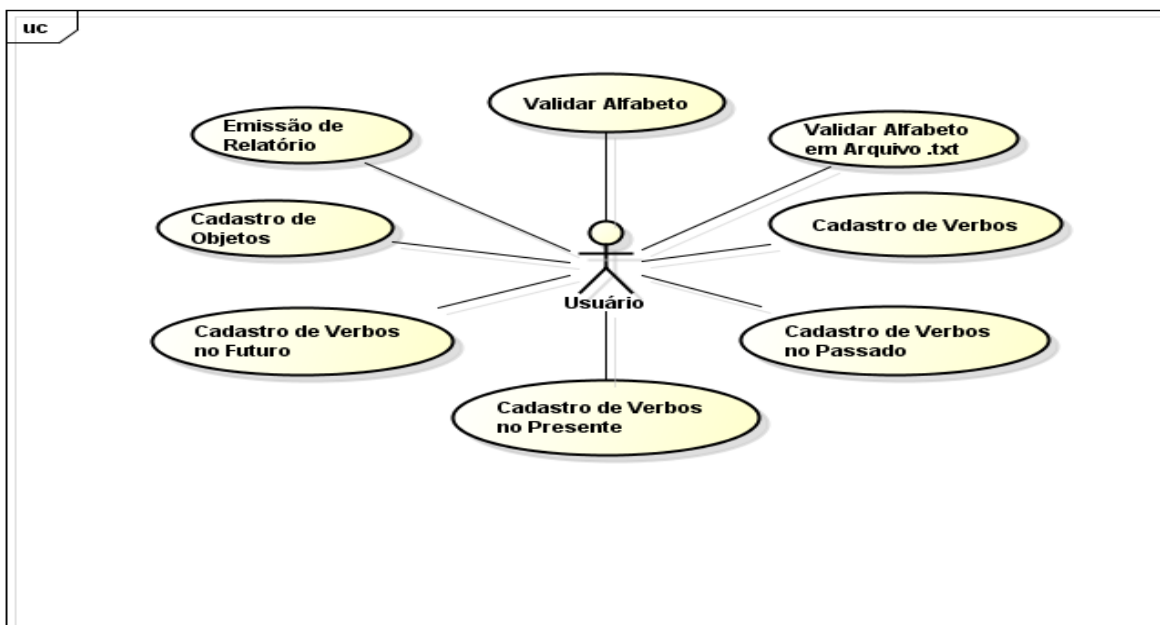 uc
Validar Alfabeto
Emissão de
Relatório
Validar Alfabeto
em Arquivo .txt
Cadastro de
Objetos
Cadastro de Verbos
Usuário
Cadastro de Verbos
no Futuro
Cadastro de Verbos
no Passado
Cadastro de Verbos
no Presente